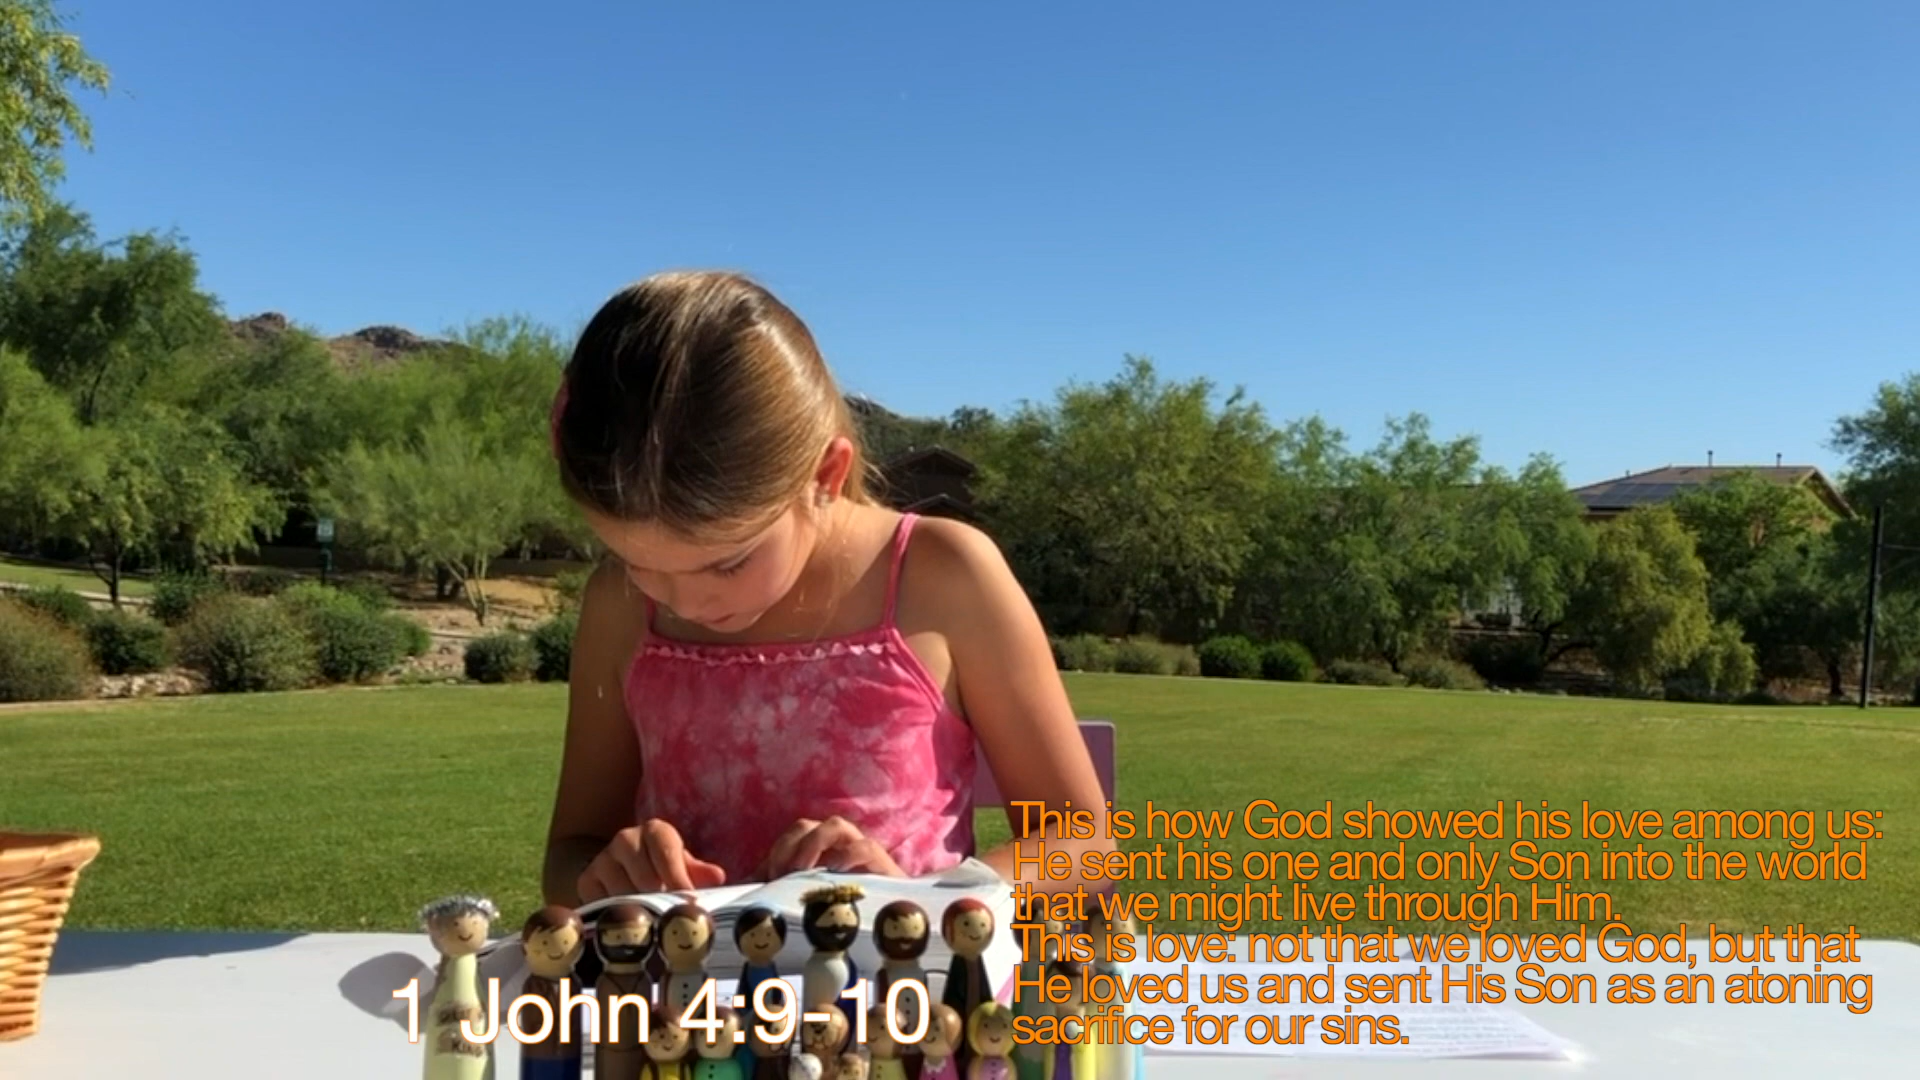 This is how God showed his love among us:
He sent his one and only Son into the world
that we might live through Him.
This is love: not that we loved God, but that
He loved us and sent His Son as an atoning
sacrifice for our sins.
1 John 4:9-10